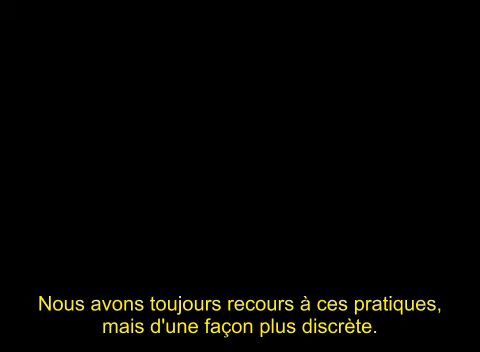 Nous avons toujours recours à ces pratiques,
mais d'une façon plus discrète.